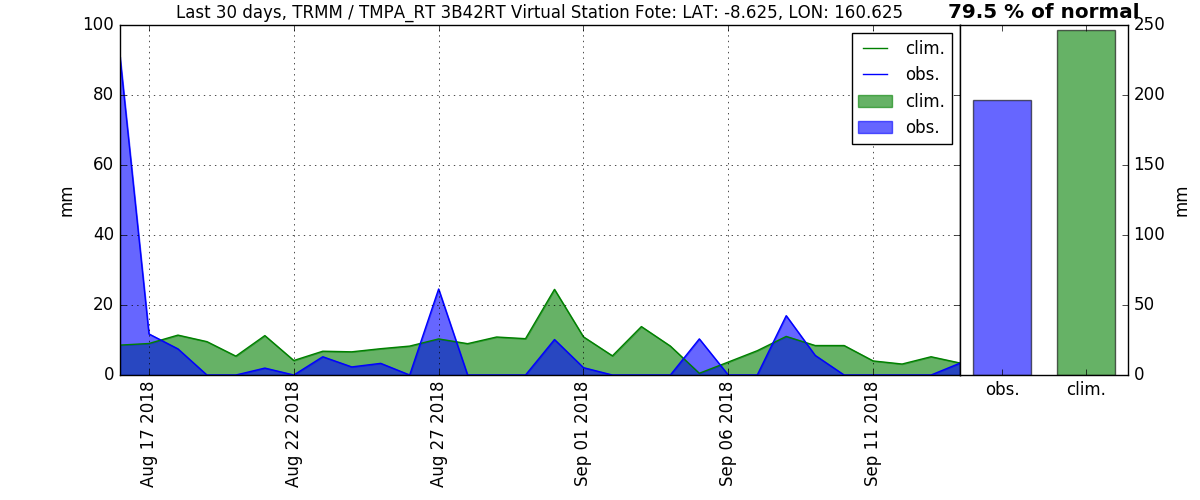 Last 30 days, TRMM / TMPA_RT 3B42RT Virtual Station Fote: LAT: -8.625, LON: 160.625
79.5 % of normal
100
80
60
40
20
0
mm
clim.
obs.
clim.
obs.
Aug 17 2018
Aug 22 2018
Aug 27 2018
Sep 01 2018
Sep 06 2018
Sep 11 2018
250
200
150
100
50
0
mm
obs.
clim.